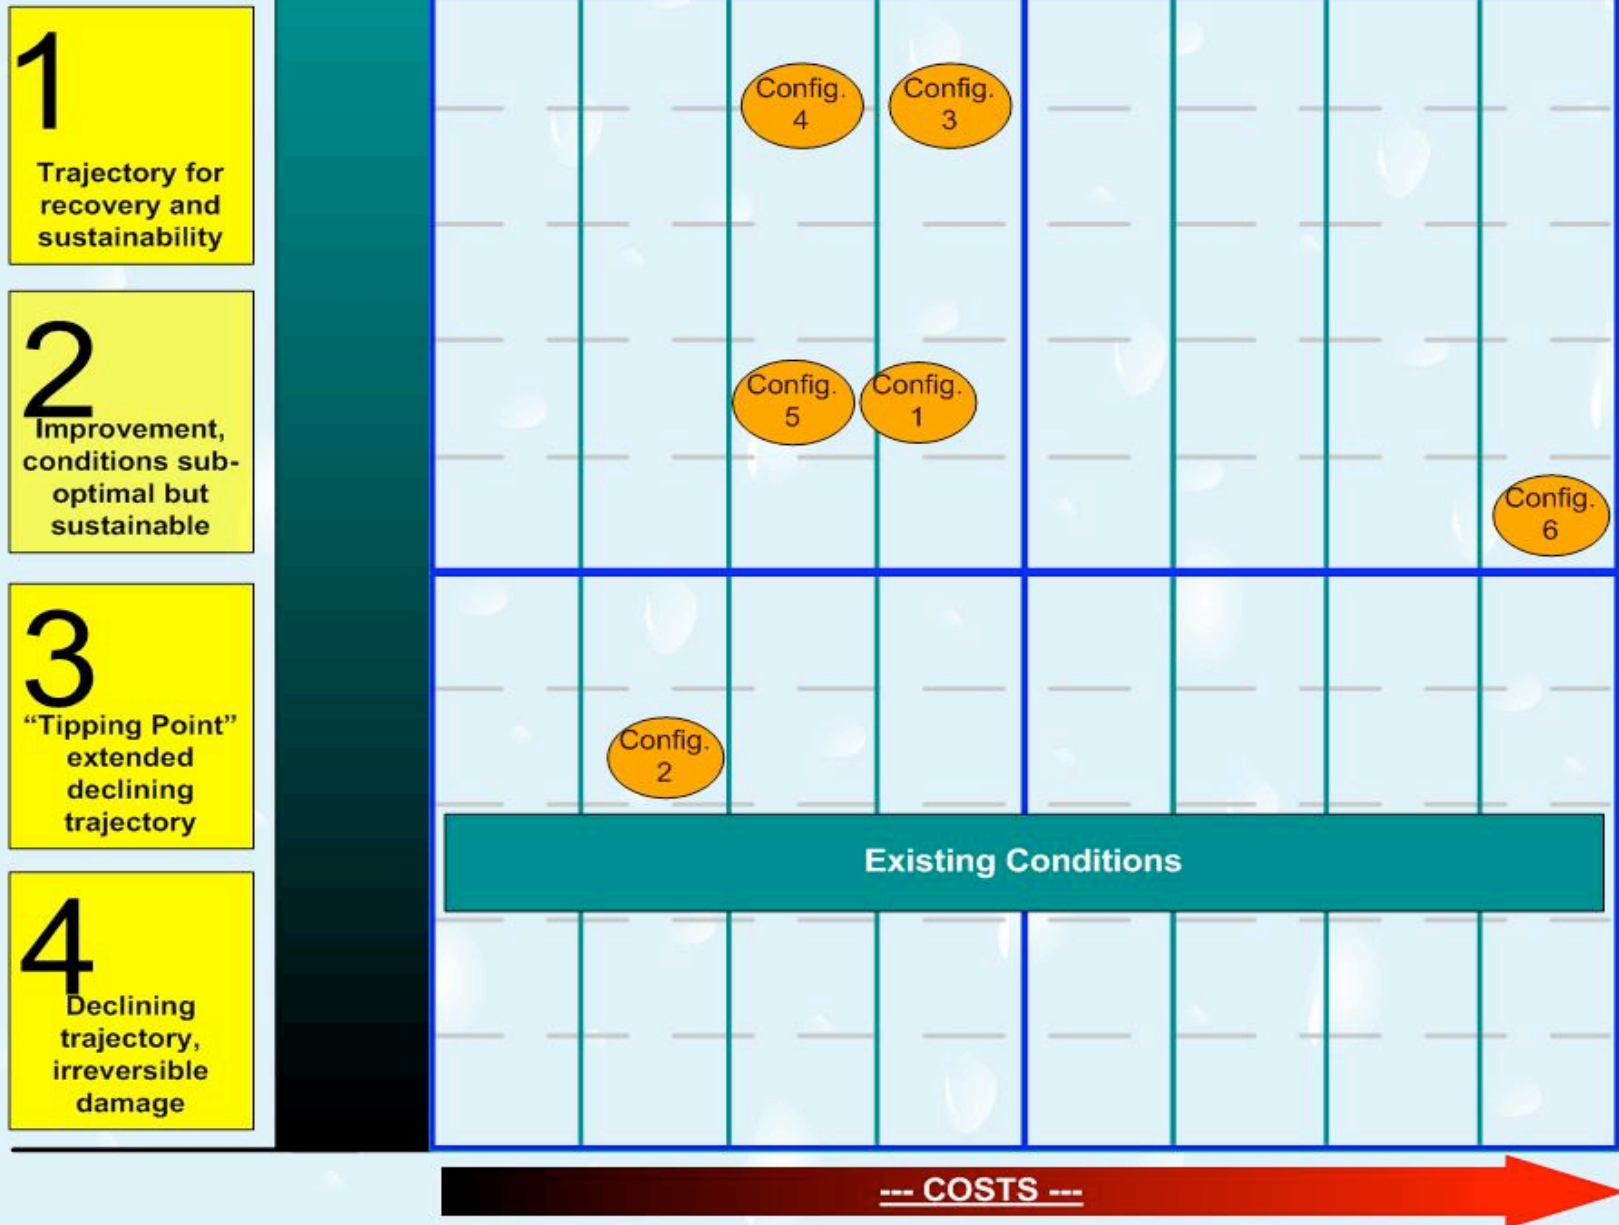 1
Trajectory for
recovery and
sustainability
2
Improvement,
conditions sub-
optimal but
sustainable
3
“Tipping Point”
extended
declining
trajectory
4
Declining
trajectory,
irreversible
damage
Config.
4
Config.
3
Config.
5
Config.
1
Config.
6
Config.
2
Existing Conditions
--- COSTS ---